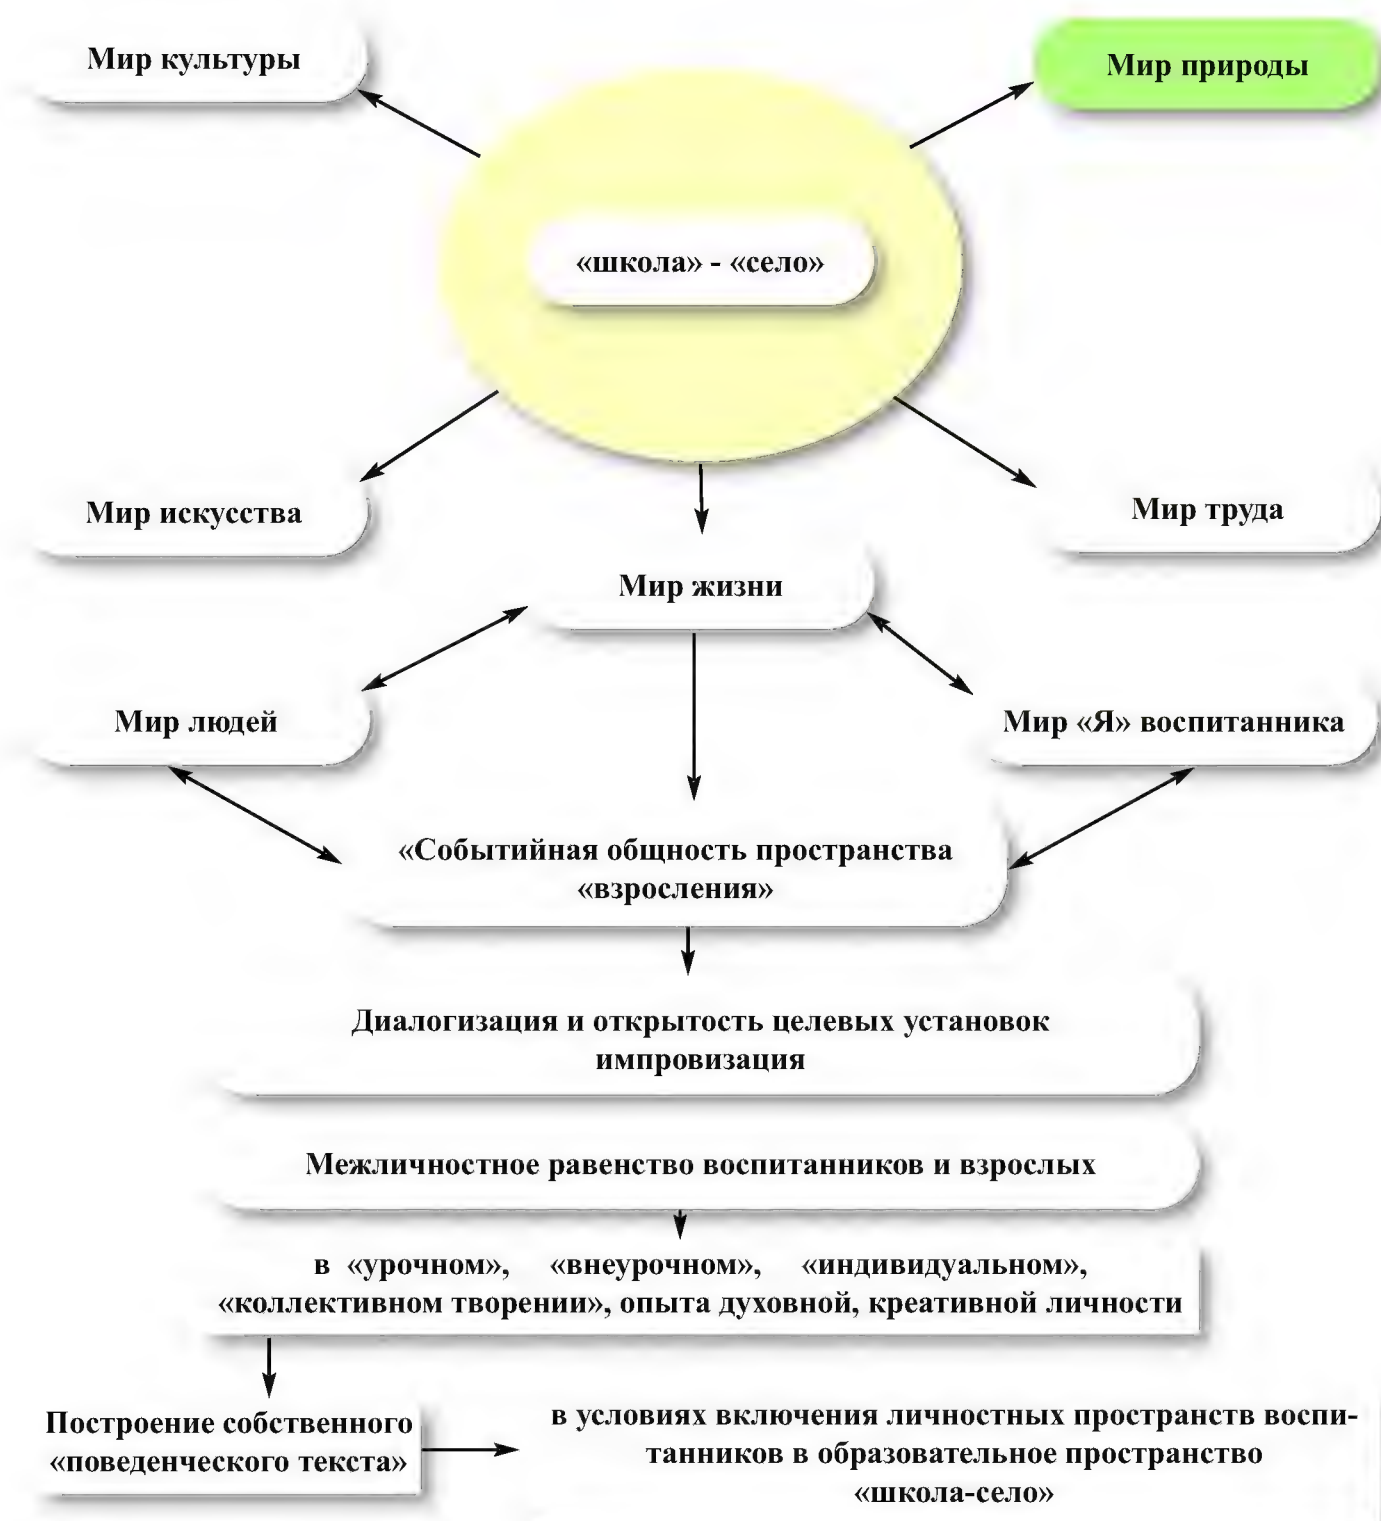 Мир культуры
Мир природы
«школа» - «село»
Мир искусства
Мир труда
Мир жизни
Мир людей
Мир «Я» воспитанника
«Событийная общность пространства
«взросления»
Диалогизация и открытость целевых установок
импровизация
Межличностное равенство воспитанников и взрослых
в «урочном», «внеурочном», «индивидуальном»,
«коллективном творении», опыта духовной, креативной личности
Построение собственного
«поведенческого текста»
в условиях включения личностных пространств воспи-
танников в образовательное пространство
«школа-село»